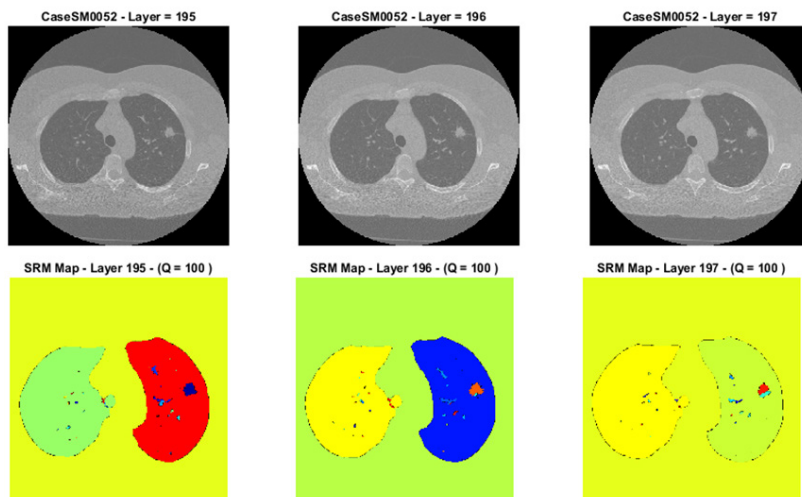 CaseSM0052 - Layer = 195
CaseSM0052 - Layer = 196
CaseSM0052 - Layer = 197
SRM Map - Layer 195 - (Q = 100 )
SRM Map - Layer 196 - (Q = 100 )
SRM Map - Layer 197 - (Q = 100 )